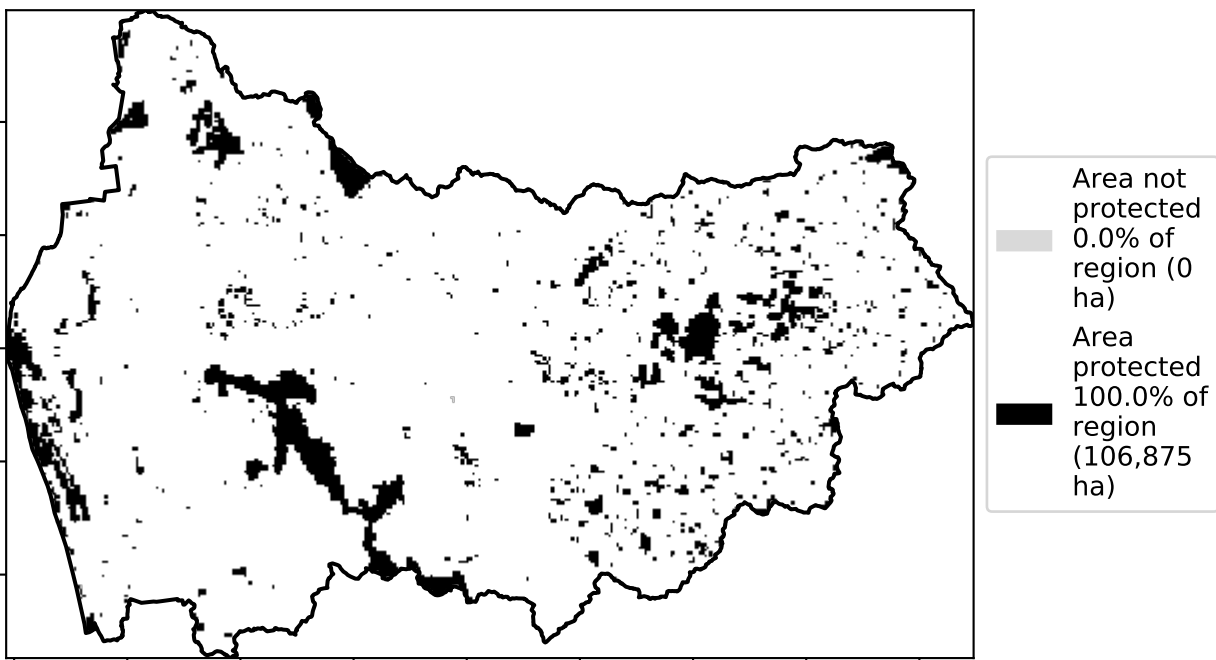 Area not
protected
0.0% of
region (0
ha)
Area
protected
100.0% of
region
(106,875
ha)